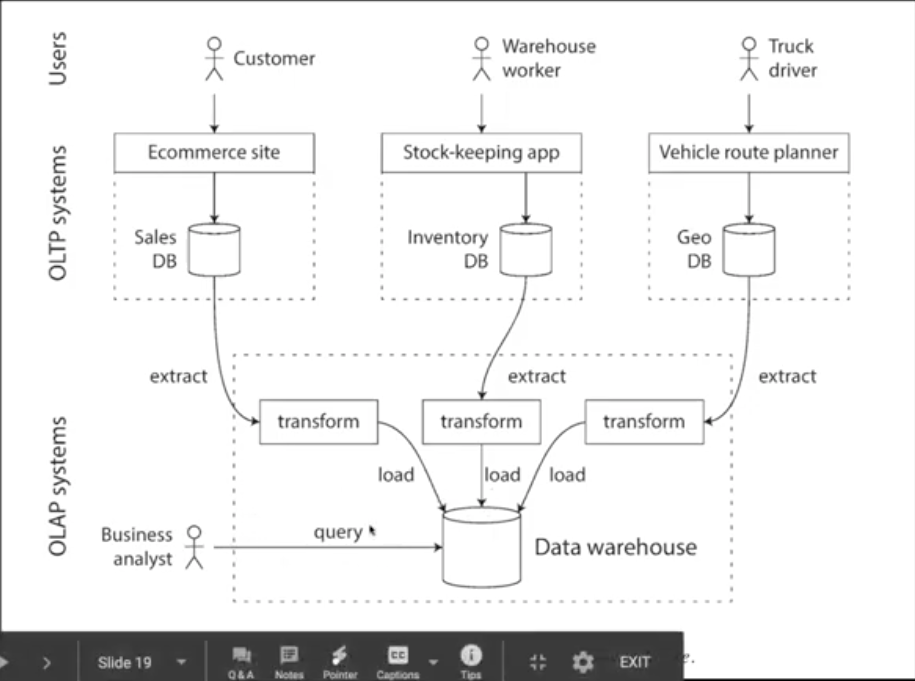 Users
Customer
Warehouse
worker
Truck
driver
OLTP systems
Ecommerce site
Stock-keeping app
Vehicle route planner
Sales
DB
Inventory
DB
Geo
DB
extract
extract
extract
OLAP systems
transform
transform
transform
load
load
load
Business
analyst
query
Data warehouse
Slide 19
Q&A
Notes
Pointer
CC
Captions
Tips
EXIT